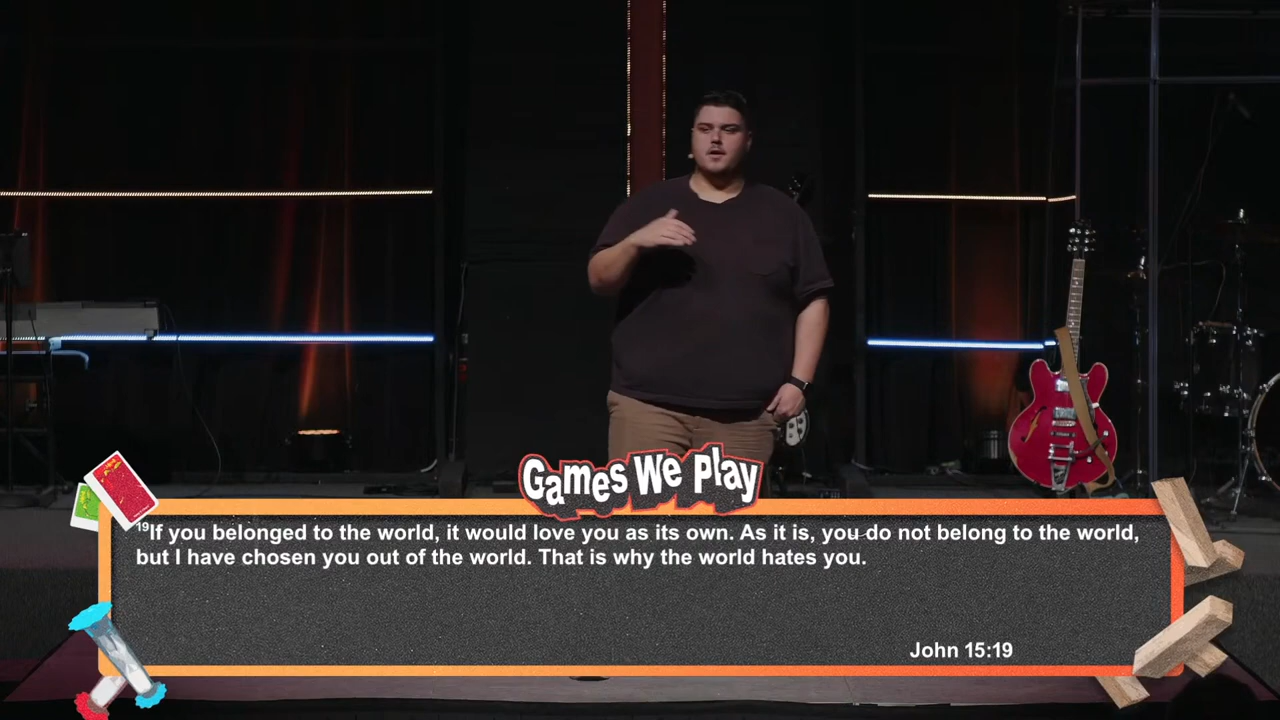 Games We Play
¹⁹If you belonged to the world, it would love you as its own. As it is, you do not belong to the world,
but I have chosen you out of the world. That is why the world hates you.
John 15:19